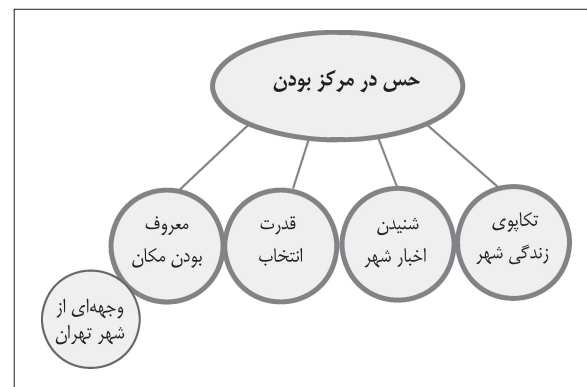 حس در مرکز بودن
تکاپوی
زندگی شهر
شنیدن
اخبار شهر
قدرت
انتخاب
معروف
بودن مکان
وجهه‌ای از
شهر تهران